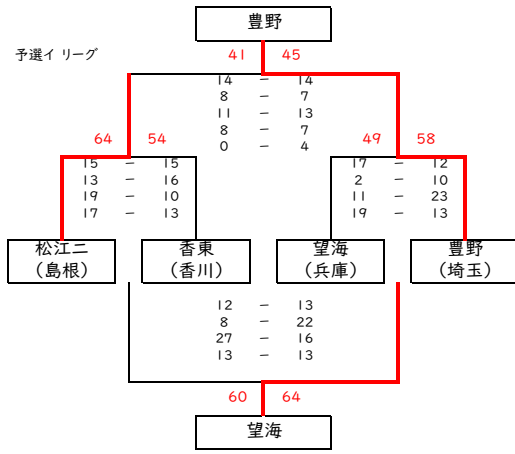 豊野
予選イ リーグ
41 45
14 － 14
8 － 7
11 － 13
8 － 7
0 － 4
64 54
49 58
15 － 15
13 － 16
19 － 10
17 － 13
17 － 12
2 － 10
11 － 23
19 － 13
松江二
（島根）
香東
（香川）
望海
（兵庫）
豊野
（埼玉）
12 － 13
8 － 22
27 － 16
13 － 13
60 64
望海